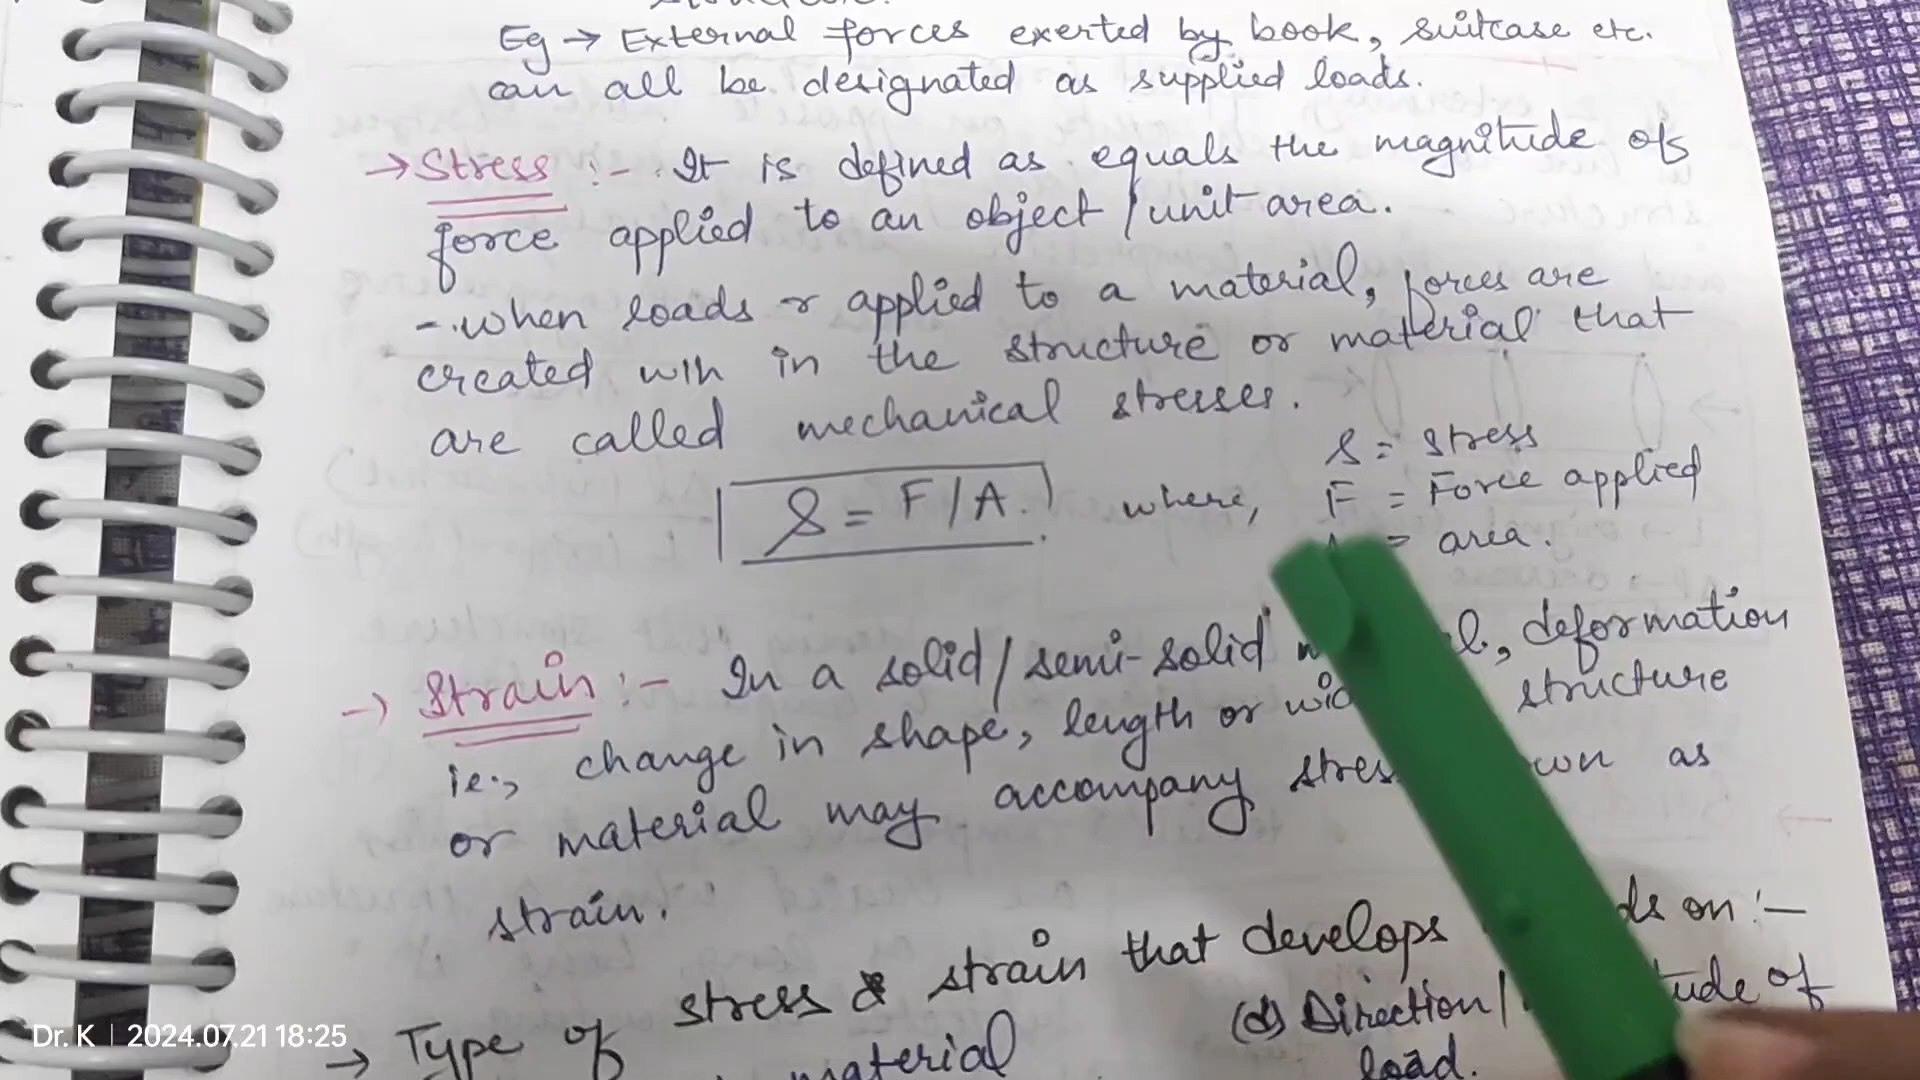 Eg → External forces exerted by book, suitcase etc.
can all be designated as supplied loads.
→ Stress :- It is defined as equals the magnitude of
force applied to an object / unit area.
- when loads r applied to a material, forces are
created w/n in the structure or material that
are called mechanical stresses.
S = F/A. where, S = stress
F = Force applied
= area.
→ Strain :- In a solid / semi-solid deformation
ie., change in shape, length or structure
or material may accompany as
strain.
→ Type of stress & strain that develops on :-
material (d) Direction / of
load.
Dr. K | 2024.07.21 18:25